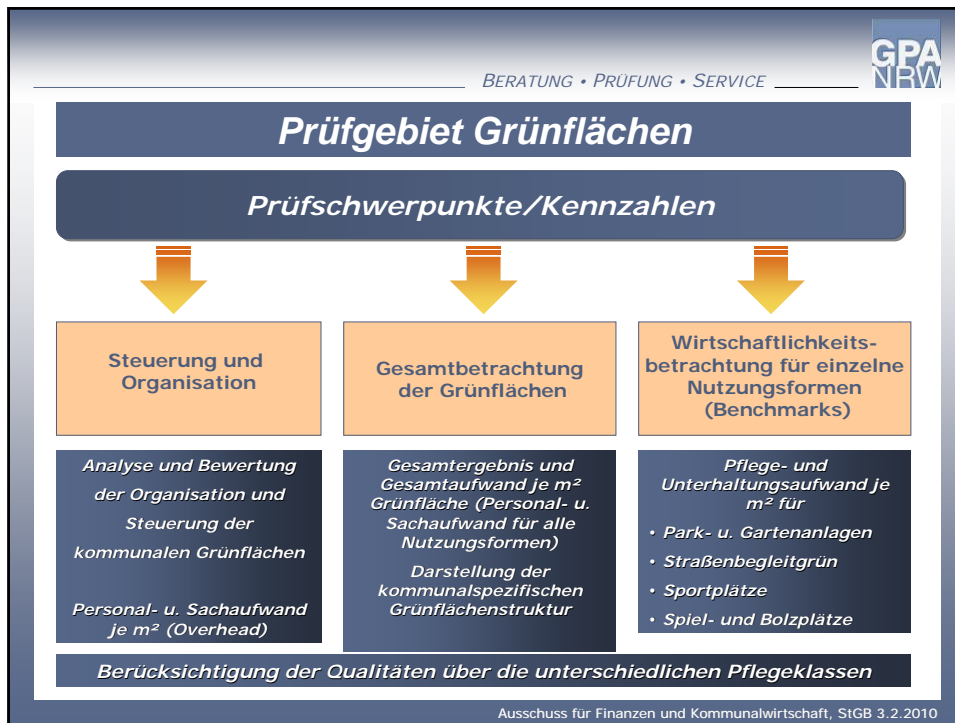 GPA
NRW
BERATUNG • PRÜFUNG • SERVICE
Prüfgebiet Grünflächen
Prüfschwerpunkte/Kennzahlen
Steuerung und
Organisation
Gesamtbetrachtung
der Grünflächen
Wirtschaftlichkeits-
betrachtung für einzelne
Nutzungsformen
(Benchmarks)
Analyse und Bewertung
der Organisation und
Steuerung der
kommunalen Grünflächen
Personal- u. Sachaufwand
je m² (Overhead)
Gesamtergebnis und
Gesamtaufwand je m²
Grünfläche (Personal- u.
Sachaufwand für alle
Nutzungsformen)
Darstellung der
kommunalspezifischen
Grünflächenstruktur
Pflege- und
Unterhaltungsaufwand je
m² für
• Park- u. Gartenanlagen
• Straßenbegleitgrün
• Sportplätze
• Spiel- und Bolzplätze
Berücksichtigung der Qualitäten über die unterschiedlichen Pflegeklassen
Ausschuss für Finanzen und Kommunalwirtschaft, StGB 3.2.2010